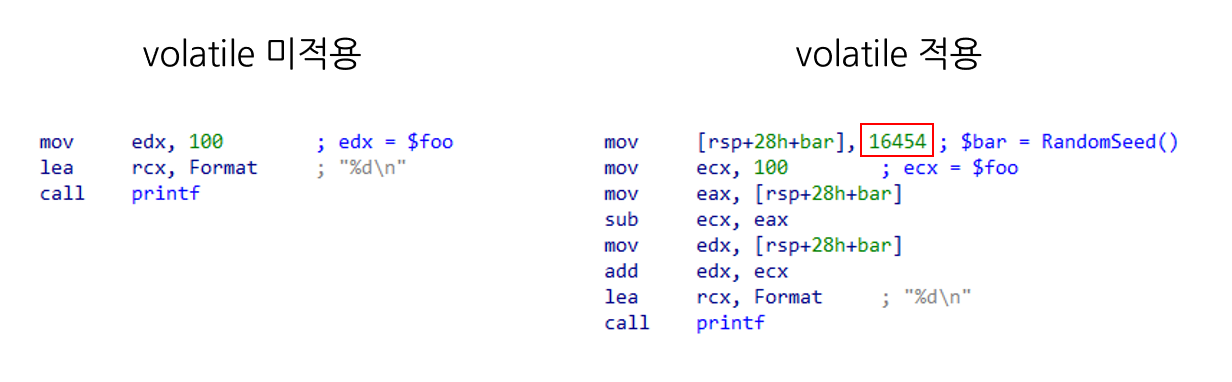 volatile 미적용
mov edx, 100 ; edx = $foo
lea rcx, Format ; "%d\n"
call printf
volatile 적용
mov [rsp+28h+bar], 16454 ; $bar = RandomSeed()
mov ecx, 100 ; ecx = $foo
mov eax, [rsp+28h+bar]
sub ecx, eax
mov edx, [rsp+28h+bar]
add edx, ecx
lea rcx, Format ; "%d\n"
call printf